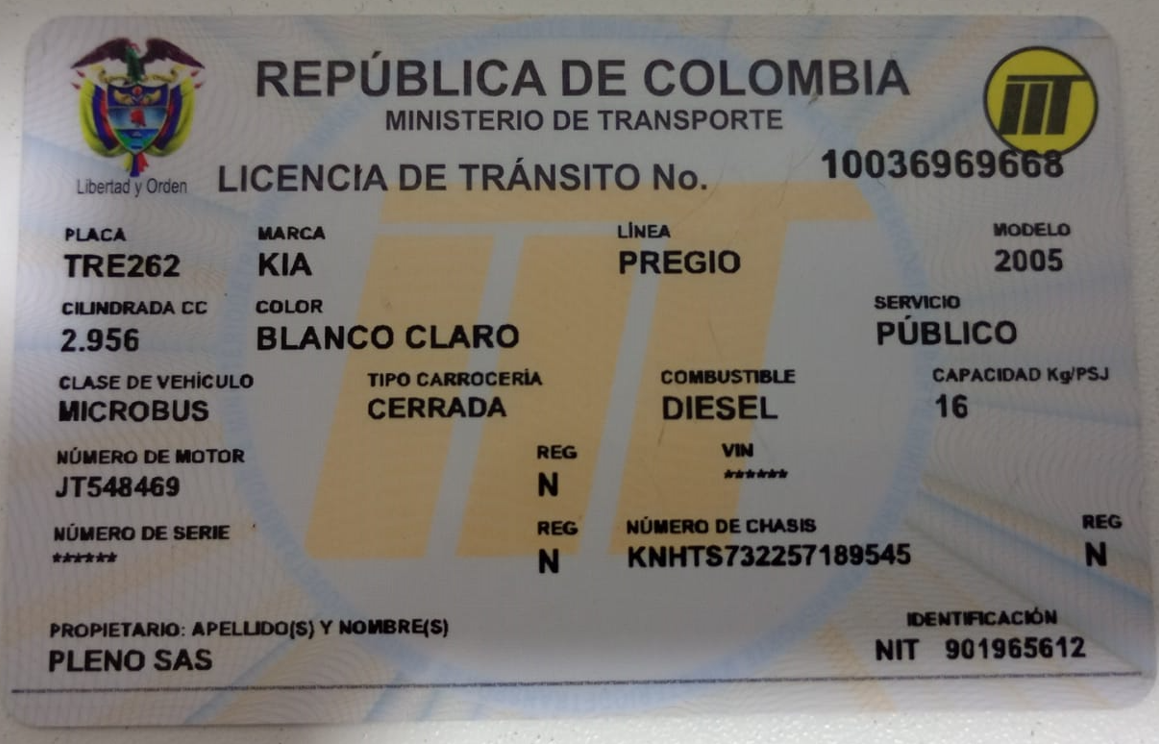 REPÚBLICA DE COLOMBIA
MINISTERIO DE TRANSPORTE
Libertad y Orden
LICENCIA DE TRÁNSITO No. 10036969668
PLACA MARCA LÍNEA MODELO
TRE262 KIA PREGIO 2005
CILINDRADA CC COLOR SERVICIO
2.956 BLANCO CLARO PÚBLICO
CLASE DE VEHÍCULO TIPO CARROCERÍA COMBUSTIBLE CAPACIDAD Kg/PSJ
MICROBUS CERRADA DIESEL 16
NÚMERO DE MOTOR REG VIN
JT548469 N ******
NÚMERO DE SERIE REG NÚMERO DE CHASIS REG
****** N KNHTS732257189545 N
PROPIETARIO: APELLIDO(S) Y NOMBRE(S) IDENTIFICACIÓN
PLENO SAS NIT 901965612